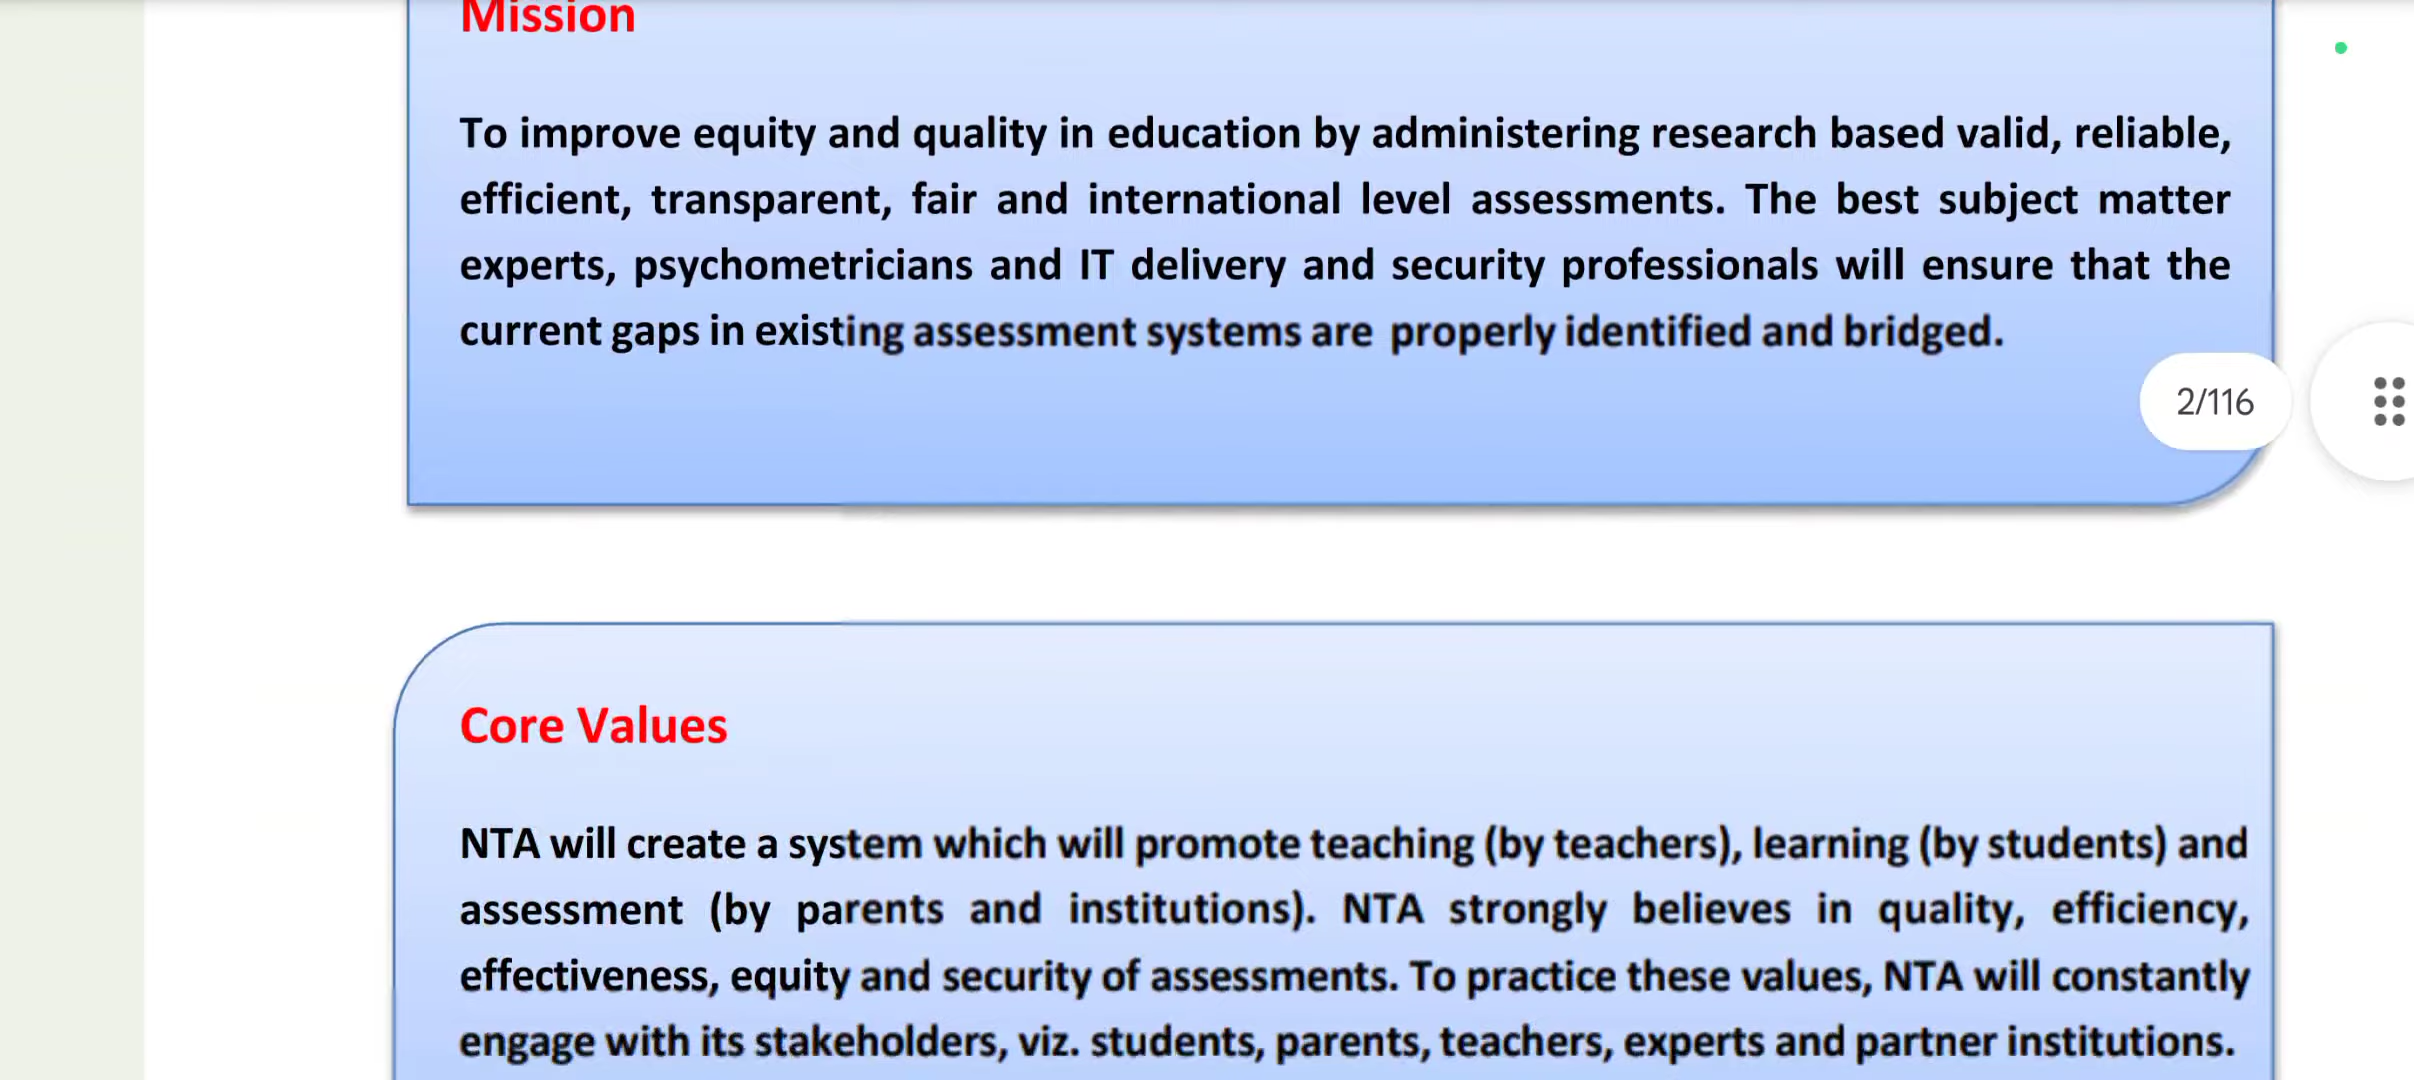 Mission
To improve equity and quality in education by administering research based valid, reliable,
efficient, transparent, fair and international level assessments. The best subject matter
experts, psychometricians and IT delivery and security professionals will ensure that the
current gaps in existing assessment systems are properly identified and bridged.
2/116
Core Values
NTA will create a system which will promote teaching (by teachers), learning (by students) and
assessment (by parents and institutions). NTA strongly believes in quality, efficiency,
effectiveness, equity and security of assessments. To practice these values, NTA will constantly
engage with its stakeholders, viz. students, parents, teachers, experts and partner institutions.